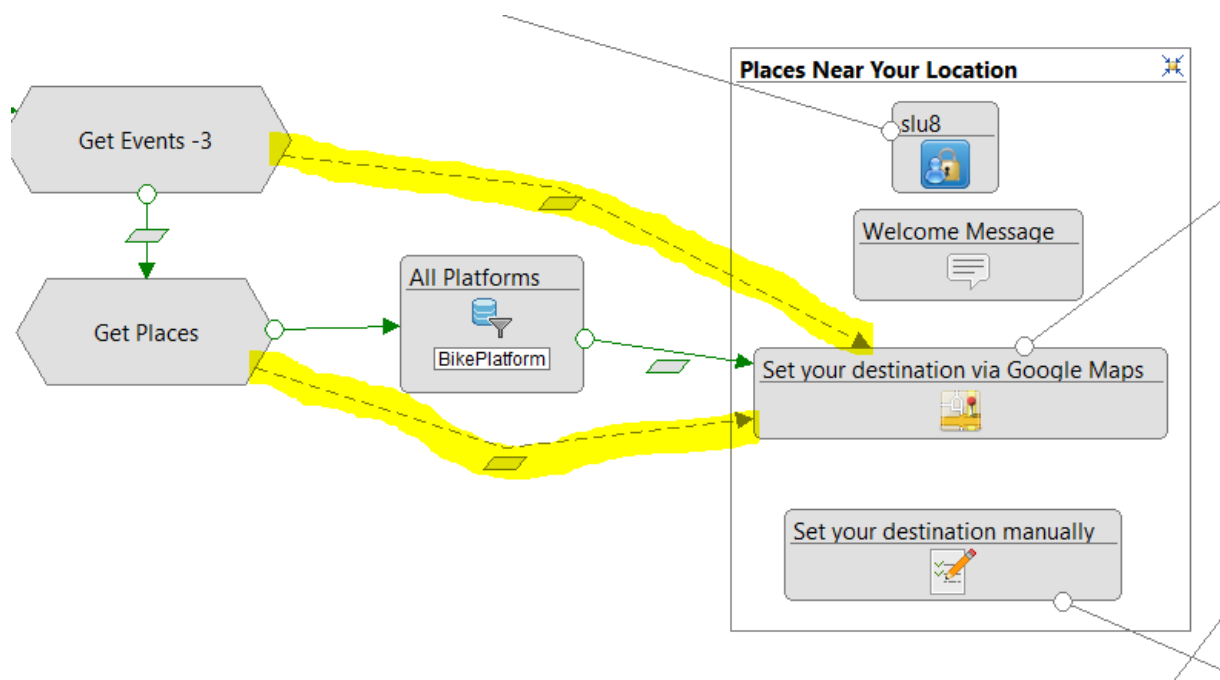 Places Near Your Location
slu8
Get Events -3
Welcome Message
All Platforms
Get Places
BikePlatform
Set your destination via Google Maps
Set your destination manually